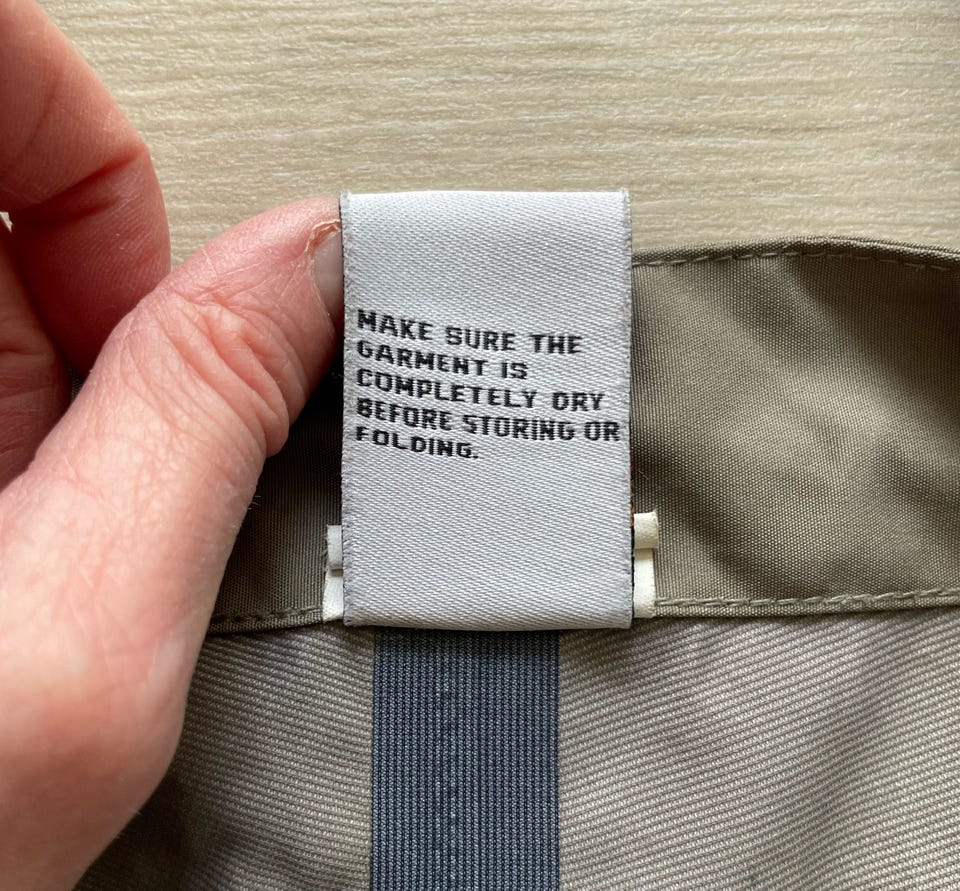 MAKE SURE THE
GARMENT IS
COMPLETELY DRY
BEFORE STORING OR
FOLDING.